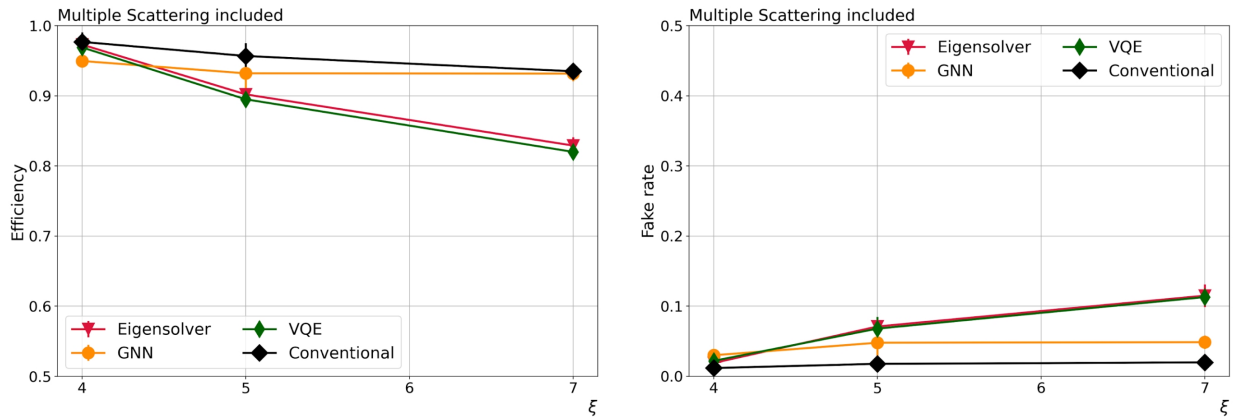 Multiple Scattering included
1.0
0.9
0.8
0.7
0.6
0.5
Efficiency
Eigensolver
GNN
VQE
Conventional
4
5
6
7
ξ
Multiple Scattering included
0.5
0.4
0.3
0.2
0.1
0.0
Fake rate
Eigensolver
GNN
VQE
Conventional
4
5
6
7
ξ